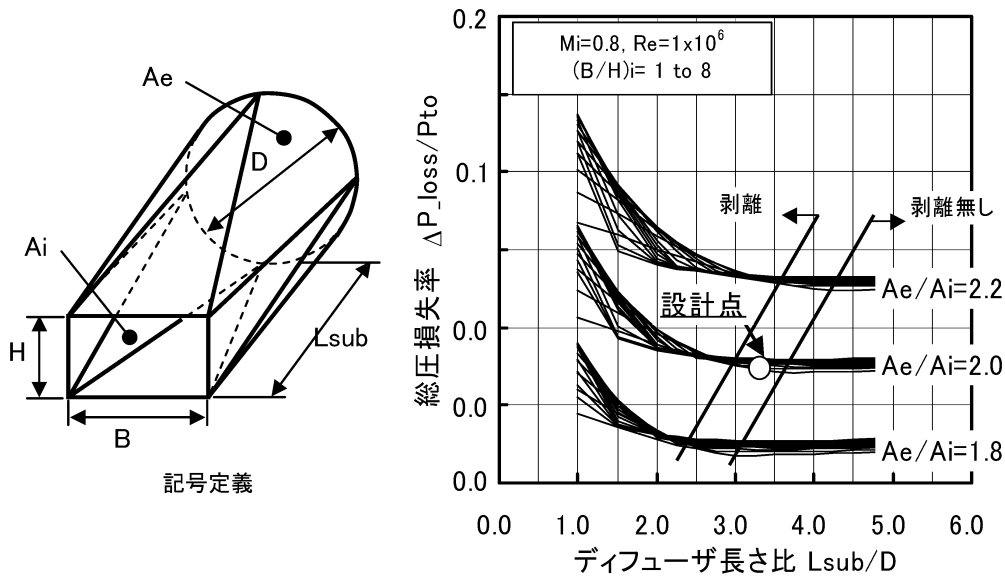 Ae
D
Ai
H
Lsub
B
記号定義
総圧損失率 ΔP_loss/Pto
0.2
0.1
0.0
0.0
0.0
Mi=0.8, Re=1x10⁶
(B/H)i= 1 to 8
剥離
剥離無し
設計点
Ae/Ai=2.2
Ae/Ai=2.0
Ae/Ai=1.8
0.0 1.0 2.0 3.0 4.0 5.0 6.0
ディフューザ長さ比 Lsub/D